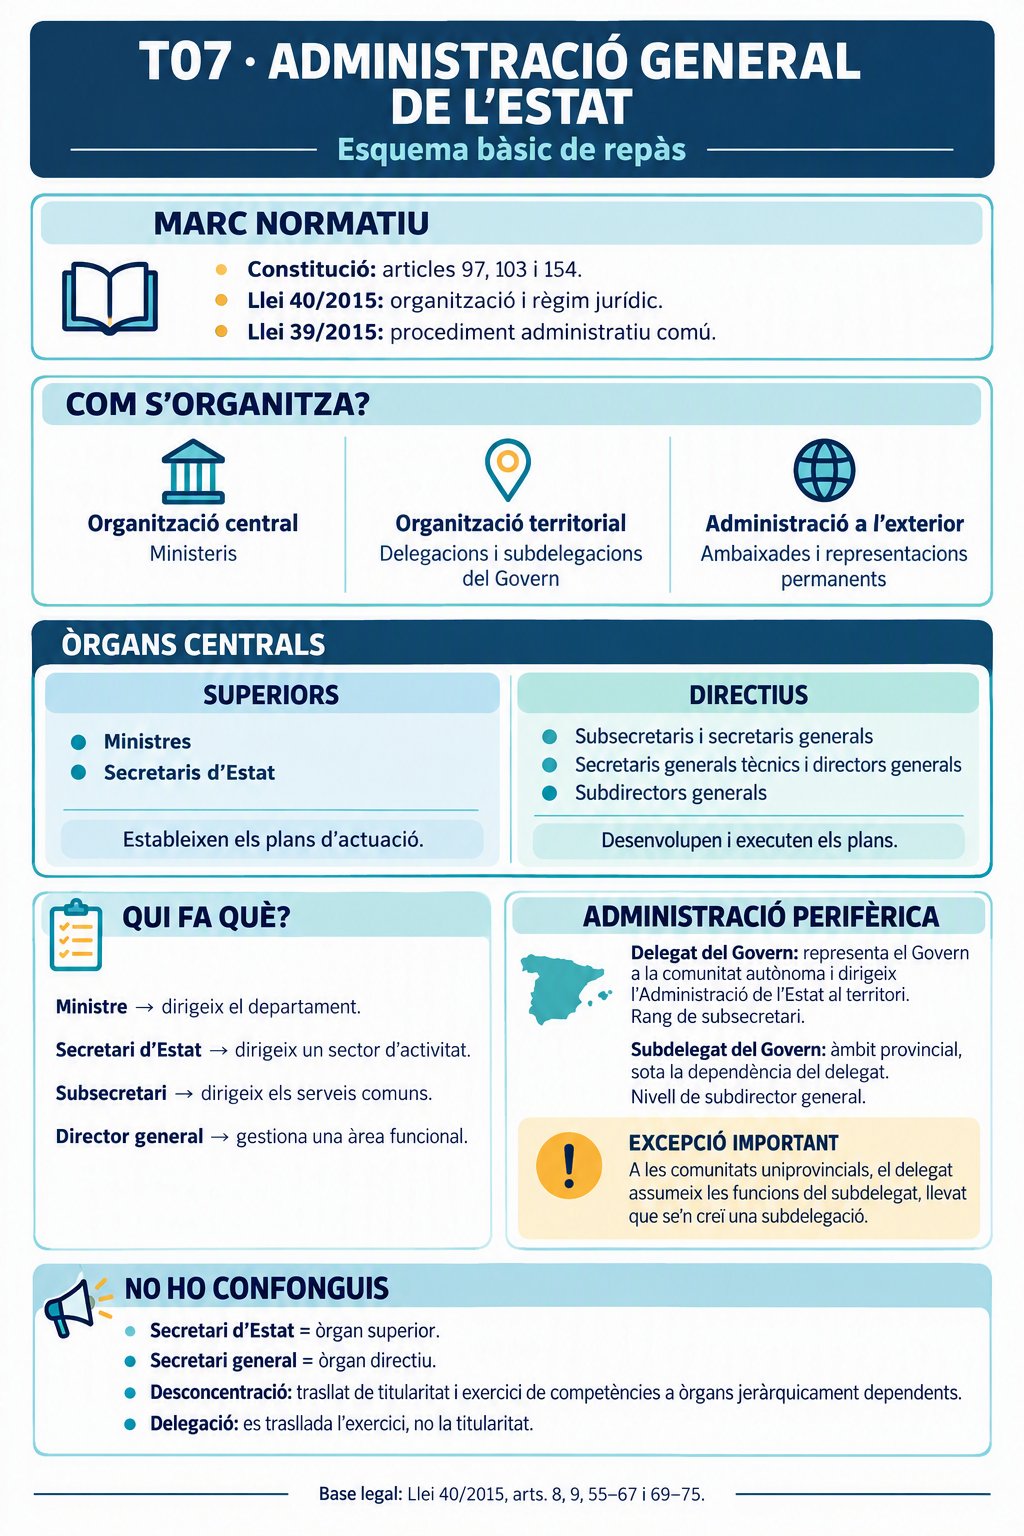 T07 · ADMINISTRACIÓ GENERAL
DE L’ESTAT
Esquema bàsic de repàs
MARC NORMATIU
Constitució: articles 97, 103 i 154.
Llei 40/2015: organització i règim jurídic.
Llei 39/2015: procediment administratiu comú.
COM S’ORGANITZA?
Organització central
Ministeris
Organització territorial
Delegacions i subdelegacions
del Govern
Administració a l’exterior
Ambaixades i representacions
permanents
ÒRGANS CENTRALS
SUPERIORS
Ministres
Secretaris d’Estat
Estableixen els plans d’actuació.
DIRECTIUS
Subsecretaris i secretaris generals
Secretaris generals tècnics i directors generals
Subdirectors generals
Desenvolupen i executen els plans.
QUI FA QUÈ?
Ministre → dirigeix el departament.
Secretari d’Estat → dirigeix un sector d’activitat.
Subsecretari → dirigeix els serveis comuns.
Director general → gestiona una àrea funcional.
ADMINISTRACIÓ PERIFÈRICA
Delegat del Govern: representa el Govern
a la comunitat autònoma i dirigeix
l’Administració de l’Estat al territori.
Rang de subsecretari.
Subdelegat del Govern: àmbit provincial,
sota la dependència del delegat.
Nivell de subdirector general.
EXCEPCIÓ IMPORTANT
A les comunitats uniprovincials, el delegat
assumeix les funcions del subdelegat, llevat
que se’n creï una subdelegació.
NO HO CONFONGUIS
Secretari d’Estat = òrgan superior.
Secretari general = òrgan directiu.
Desconcentració: trasllat de titularitat i exercici de competències a òrgans jeràrquicament dependents.
Delegació: es trasllada l’exercici, no la titularitat.
Base legal: Llei 40/2015, arts. 8, 9, 55–67 i 69–75.